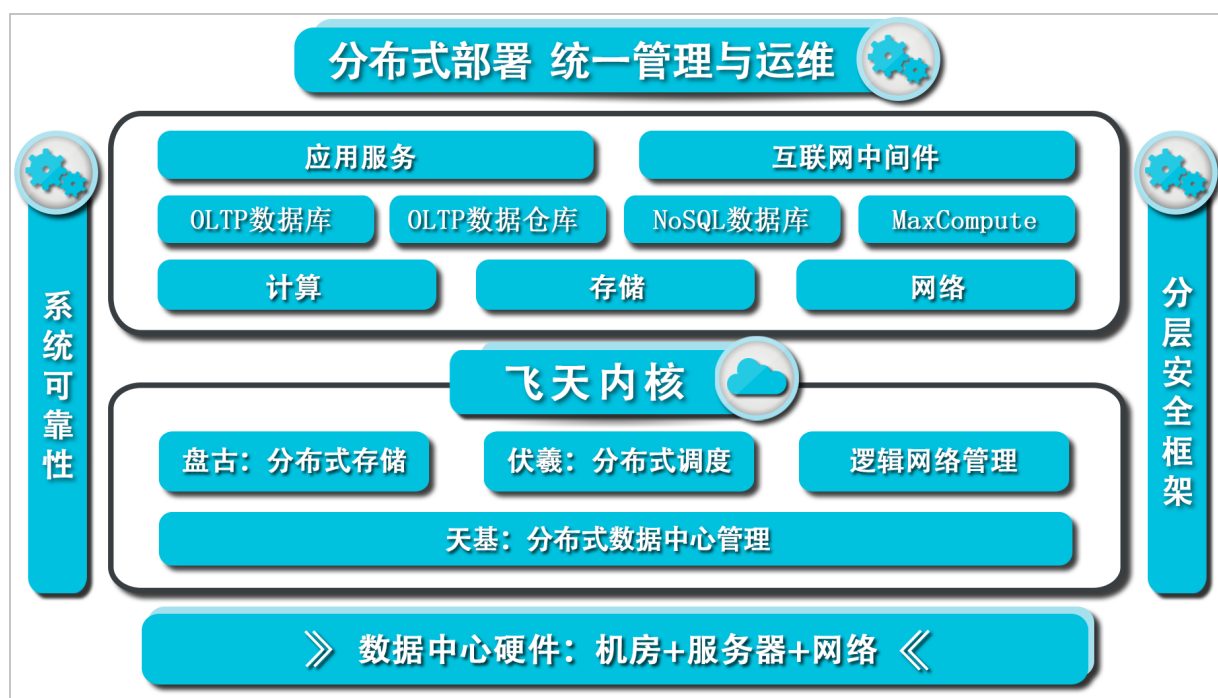 分布式部署 统一管理与运维
应用服务
互联网中间件
OLTP数据库
OLTP数据仓库
NoSQL数据库
MaxCompute
计算
存储
网络
系统可靠性
分层安全框架
飞天内核
盘古：分布式存储
伏羲：分布式调度
逻辑网络管理
天基：分布式数据中心管理
数据中心硬件：机房+服务器+网络